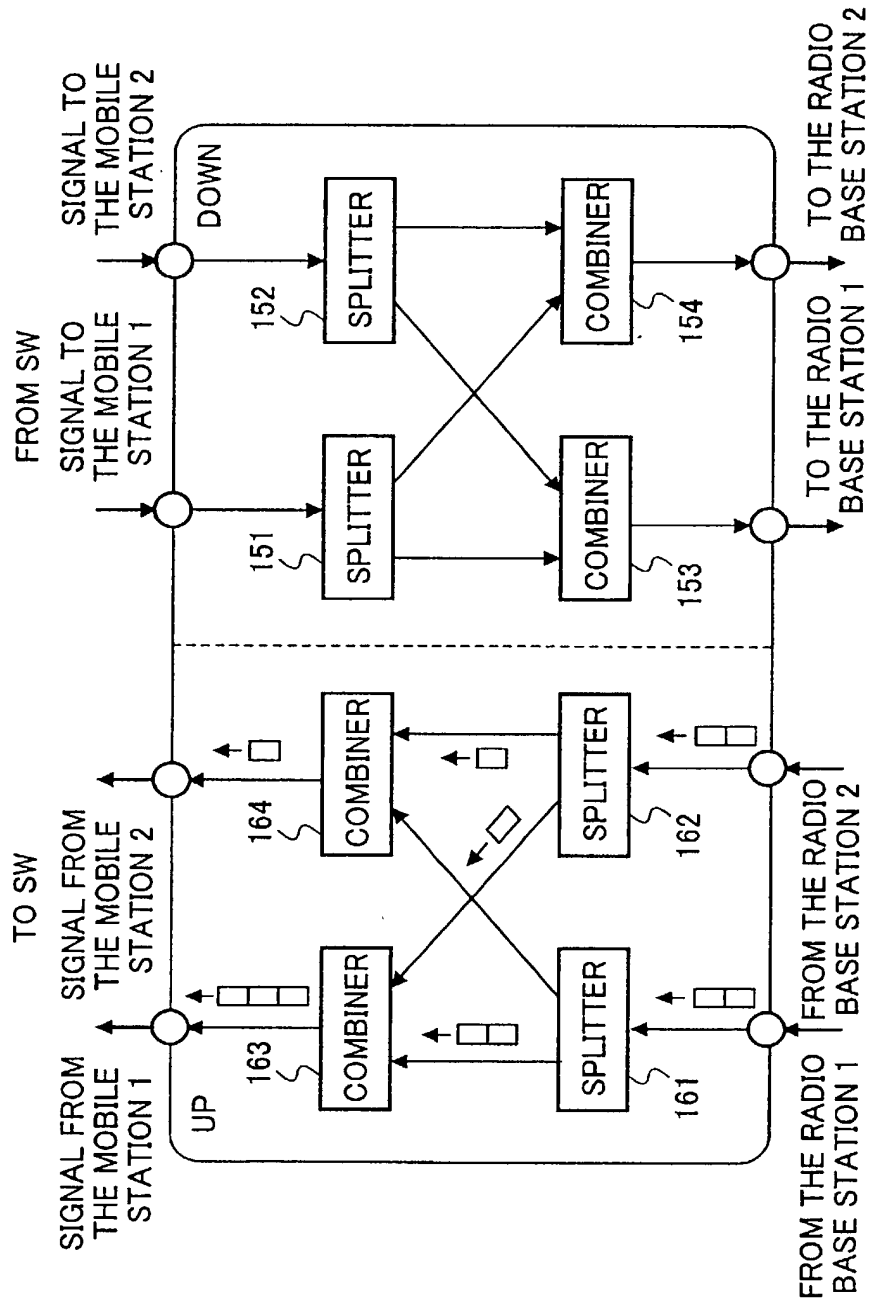 TO SW
FROM SW
SIGNAL FROM
THE MOBILE
STATION 1
SIGNAL FROM
THE MOBILE
STATION 2
SIGNAL TO
THE MOBILE
STATION 1
SIGNAL TO
THE MOBILE
STATION 2
UP
DOWN
163
164
151
152
COMBINER
COMBINER
SPLITTER
SPLITTER
SPLITTER
SPLITTER
COMBINER
COMBINER
161
162
153
154
FROM THE RADIO
BASE STATION 1
FROM THE RADIO
BASE STATION 2
TO THE RADIO
BASE STATION 1
TO THE RADIO
BASE STATION 2